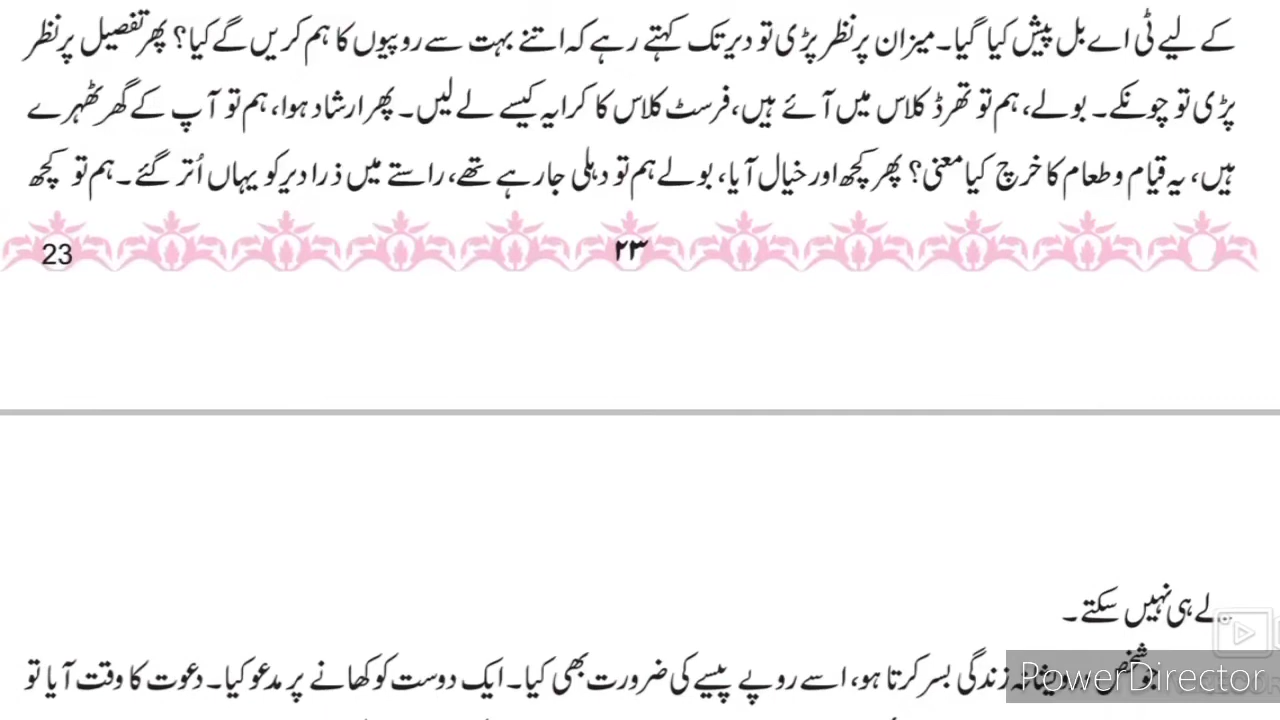 کے لیے ٹی اے بل پیش کیا گیا۔ میزان پر نظر پڑی تو دیر تک کہتے رہے کہ اتنے بہت سے روپیوں کا ہم کریں گے کیا؟ پھر تفصیل پر نظر
پڑی تو چونکے۔ بولے، ہم تو تھرڈ کلاس میں آئے ہیں، فرسٹ کلاس کا کرایہ کیسے لے لیں۔ پھر ارشاد ہوا، ہم تو آپ کے گھر ٹھہرے
ہیں، یہ قیام و طعام کا خرچ کیا معنی؟ پھر کچھ اور خیال آیا، بولے ہم تو دہلی جا رہے تھے، راستے میں ذرا دیر کو یہاں اُتر گئے۔ ہم تو کچھ
23 ۲۳
لے ہی نہیں سکتے۔
جو شخص زندگی بسر کرتا ہو، اسے روپے پیسے کی ضرورت بھی کیا۔ ایک دوست کو کھانے پر مدعو کیا۔ دعوت کا وقت آیا تو
PowerDirector